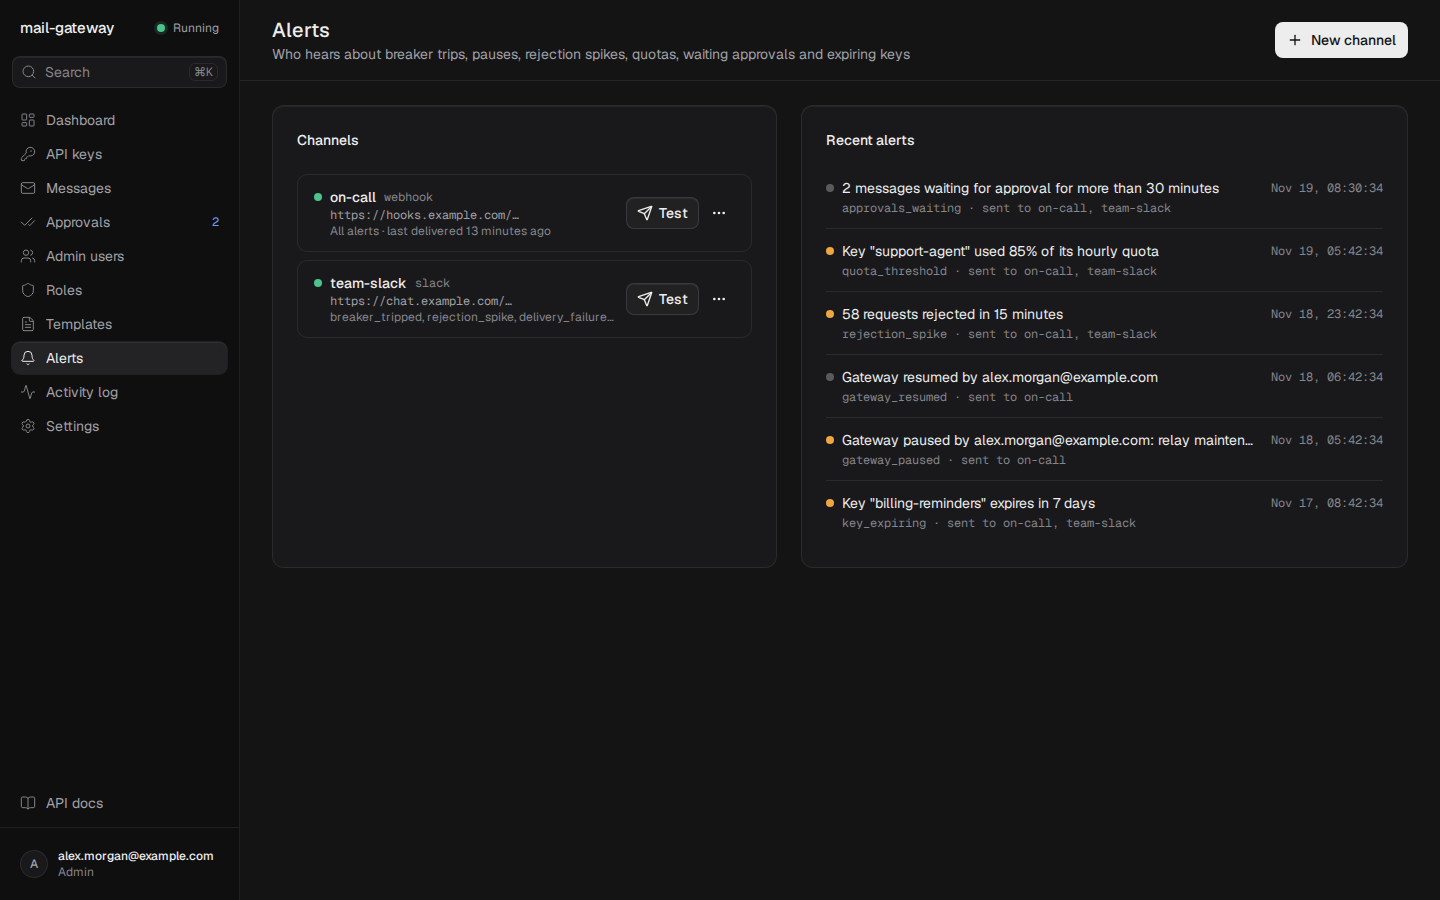 mail-gateway
Running
Search
⌘K
Dashboard
API keys
Messages
Approvals
2
Admin users
Roles
Templates
Alerts
Activity log
Settings
API docs
A
alex.morgan@example.com
Admin
Alerts
Who hears about breaker trips, pauses, rejection spikes, quotas, waiting approvals and expiring keys
New channel
Channels
on-call webhook
https://hooks.example.com/…
All alerts · last delivered 13 minutes ago
Test
team-slack slack
https://chat.example.com/…
breaker_tripped, rejection_spike, delivery_failure…
Test
Recent alerts
2 messages waiting for approval for more than 30 minutes
Nov 19, 08:30:34
approvals_waiting · sent to on-call, team-slack
Key "support-agent" used 85% of its hourly quota
Nov 19, 05:42:34
quota_threshold · sent to on-call, team-slack
58 requests rejected in 15 minutes
Nov 18, 23:42:34
rejection_spike · sent to on-call, team-slack
Gateway resumed by alex.morgan@example.com
Nov 18, 06:42:34
gateway_resumed · sent to on-call
Gateway paused by alex.morgan@example.com: relay mainten…
Nov 18, 05:42:34
gateway_paused · sent to on-call
Key "billing-reminders" expires in 7 days
Nov 17, 08:42:34
key_expiring · sent to on-call, team-slack